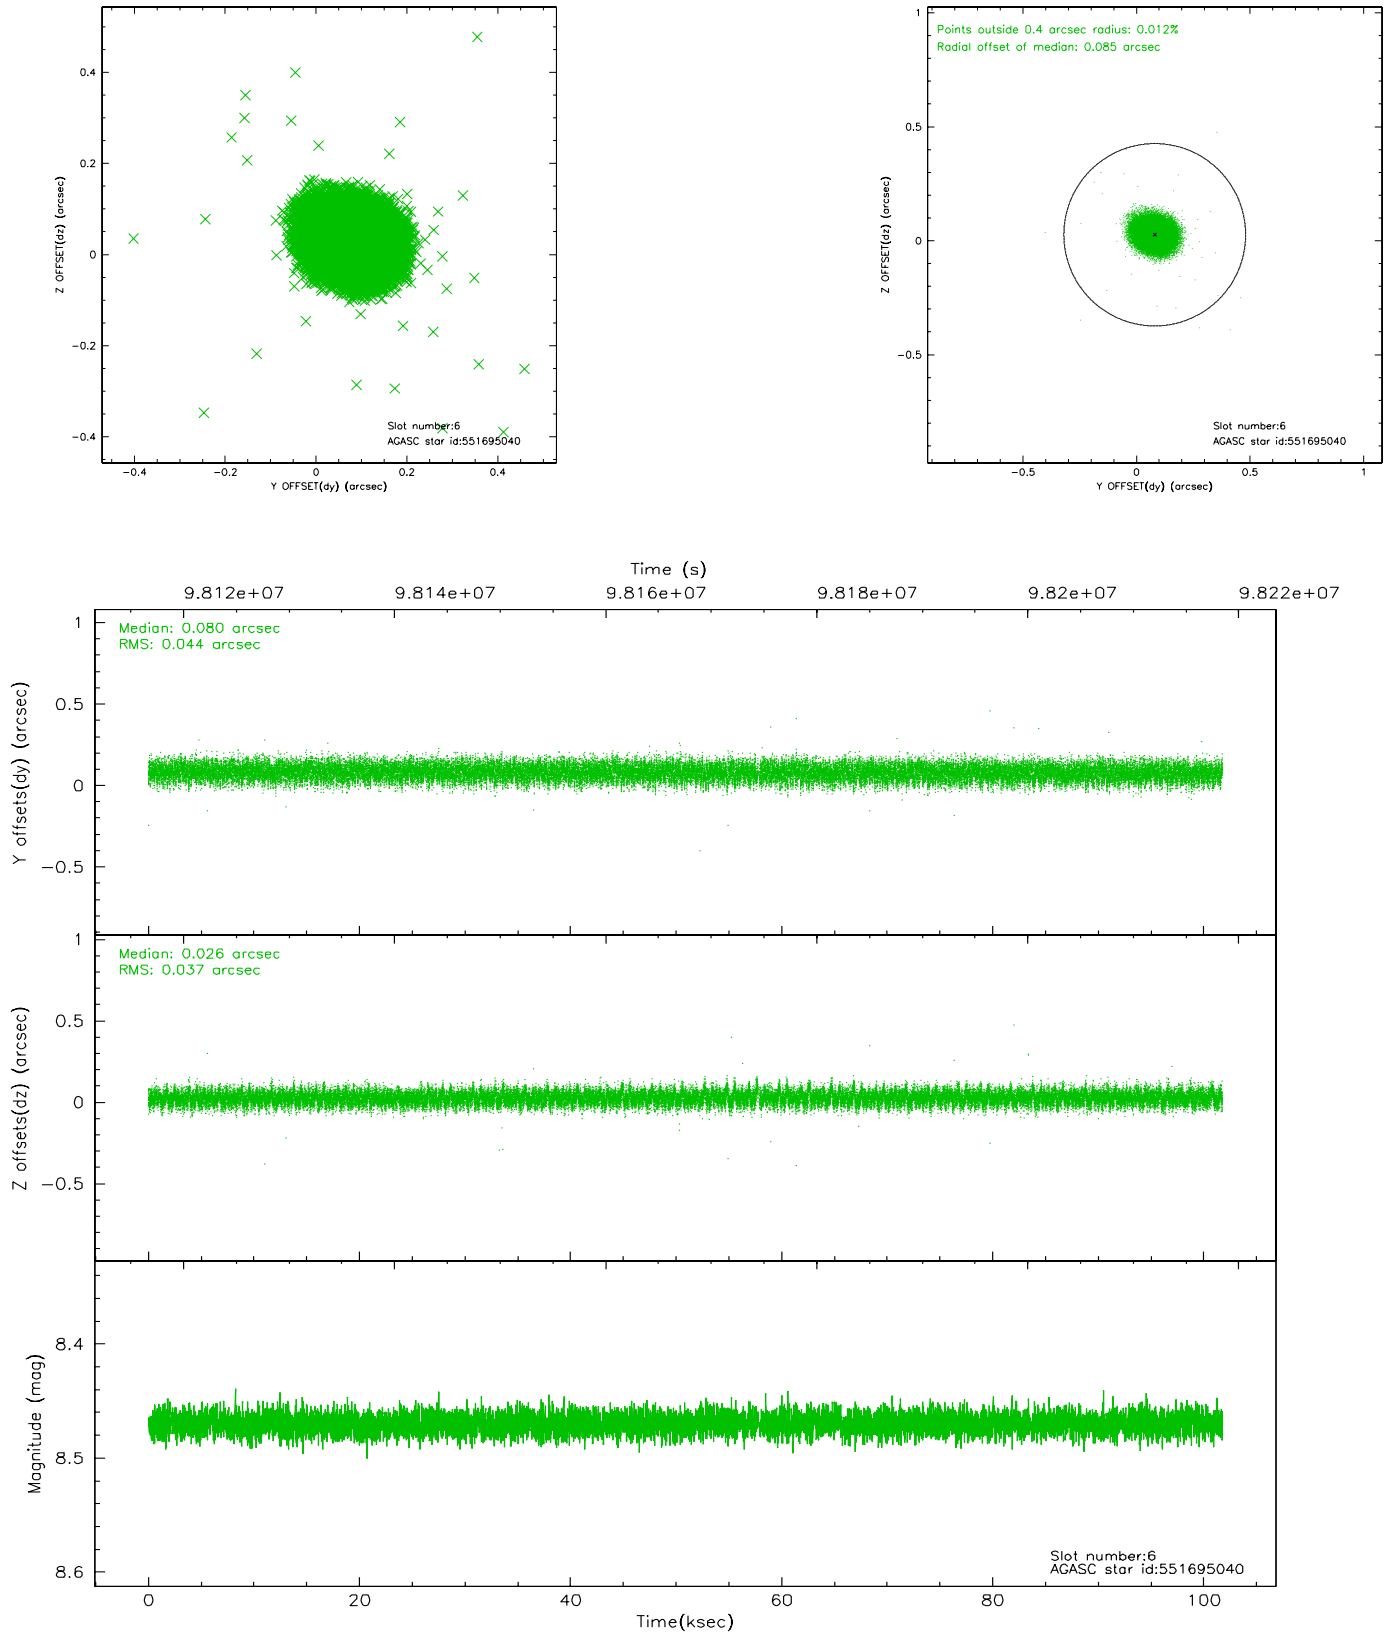 0.4
0.2
0
−0.2
−0.4
Z OFFSET(dz) (arcsec)
Slot number:6
AGASC star id:551695040
−0.4 −0.2 0 0.2 0.4
Y OFFSET(dy) (arcsec)
Points outside 0.4 arcsec radius: 0.012%
Radial offset of median: 0.085 arcsec
1
0.5
0
−0.5
Z OFFSET(dz) (arcsec)
Slot number:6
AGASC star id:551695040
−0.5 0 0.5 1
Y OFFSET(dy) (arcsec)
Time (s)
9.812e+07 9.814e+07 9.816e+07 9.818e+07 9.82e+07 9.822e+07
Median: 0.080 arcsec
RMS: 0.044 arcsec
1
0.5
0
−0.5
Y offsets(dy) (arcsec)
Median: 0.026 arcsec
RMS: 0.037 arcsec
1
0.5
0
−0.5
Z offsets(dz) (arcsec)
8.4
8.5
8.6
Magnitude (mag)
Slot number:6
AGASC star id:551695040
0 20 40 60 80 100
Time(ksec)